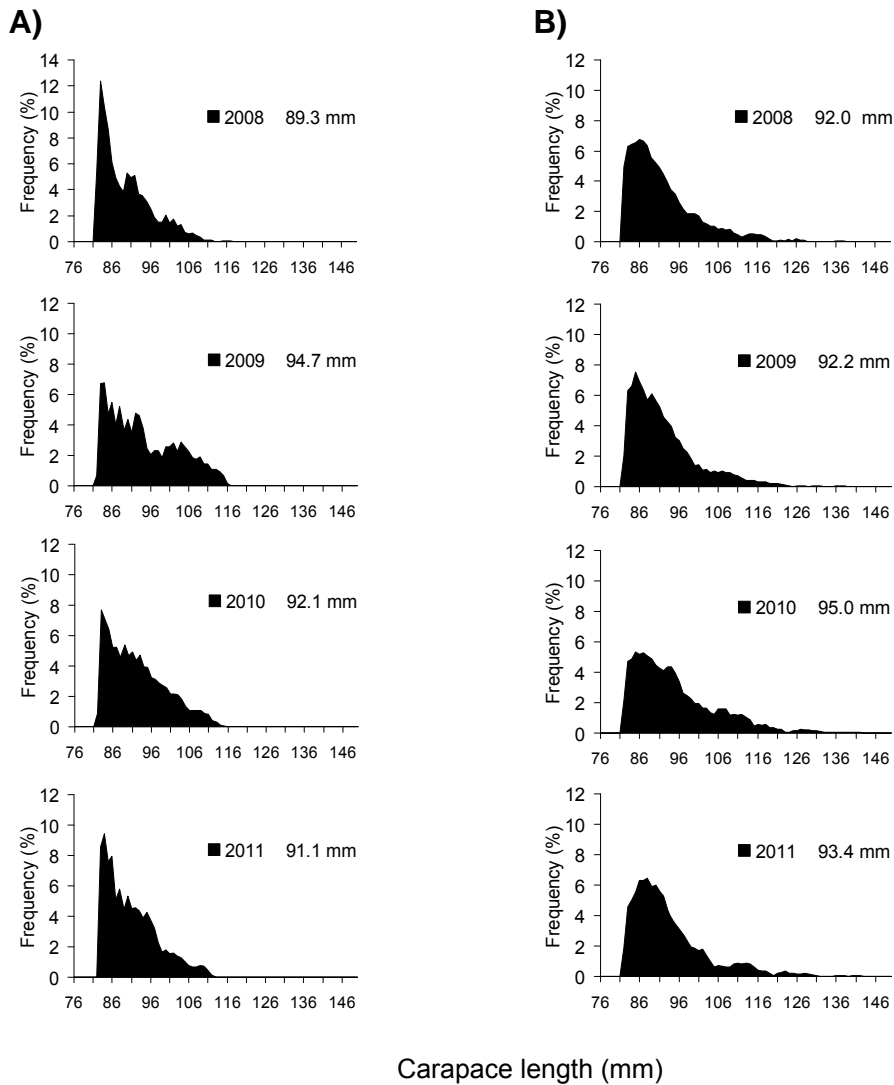 A)
B)
14
12
10
8
6
4
2
0
Frequency (%)
■ 2008 89.3 mm
76 86 96 106 116 126 136 146
12
10
8
6
4
2
0
Frequency (%)
■ 2008 92.0 mm
76 86 96 106 116 126 136 146
12
10
8
6
4
2
0
Frequency (%)
■ 2009 94.7 mm
76 86 96 106 116 126 136 146
12
10
8
6
4
2
0
Frequency (%)
■ 2009 92.2 mm
76 86 96 106 116 126 136 146
12
10
8
6
4
2
0
Frequency (%)
■ 2010 92.1 mm
76 86 96 106 116 126 136 146
12
10
8
6
4
2
0
Frequency (%)
■ 2010 95.0 mm
76 86 96 106 116 126 136 146
12
10
8
6
4
2
0
Frequency (%)
■ 2011 91.1 mm
76 86 96 106 116 126 136 146
12
10
8
6
4
2
0
Frequency (%)
■ 2011 93.4 mm
76 86 96 106 116 126 136 146
Carapace length (mm)